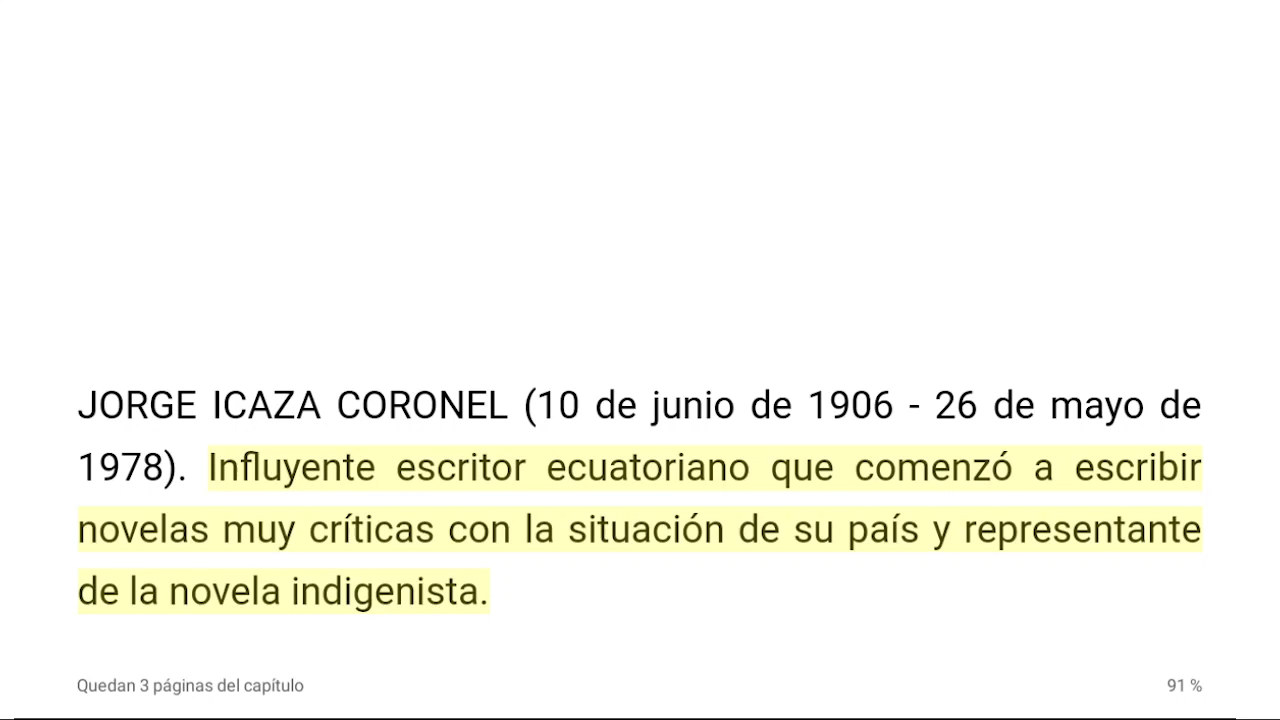 JORGE ICAZA CORONEL (10 de junio de 1906 - 26 de mayo de
1978). Influyente escritor ecuatoriano que comenzó a escribir
novelas muy críticas con la situación de su país y representante
de la novela indigenista.
Quedan 3 páginas del capítulo
91 %